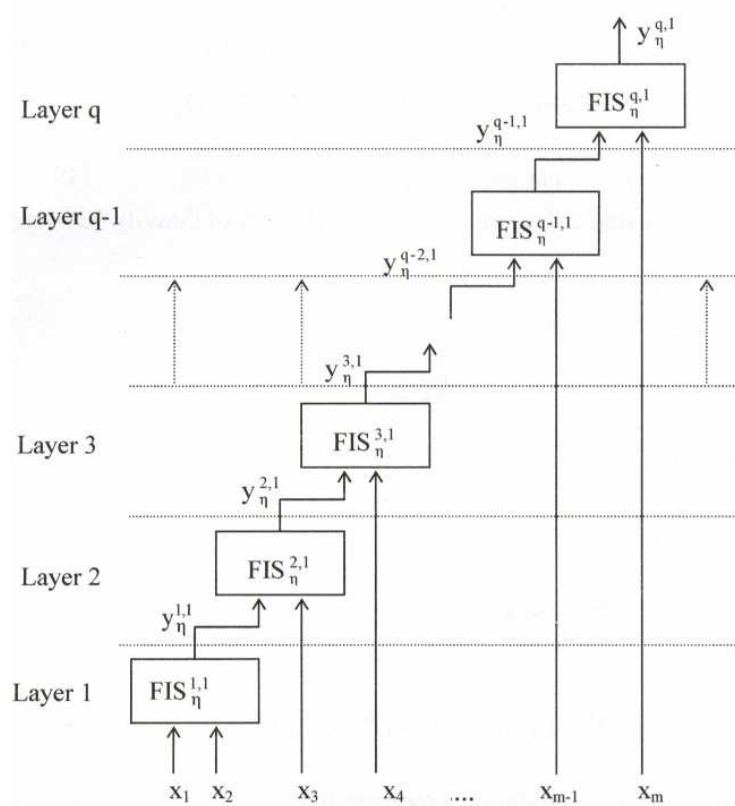 y_η^{q,1}
Layer q
FIS_η^{q,1}
y_η^{q-1,1}
Layer q-1
FIS_η^{q-1,1}
y_η^{q-2,1}
y_η^{3,1}
Layer 3
FIS_η^{3,1}
y_η^{2,1}
Layer 2
FIS_η^{2,1}
y_η^{1,1}
Layer 1
FIS_η^{1,1}
x_1 x_2 x_3 x_4 .... x_{m-1} x_m